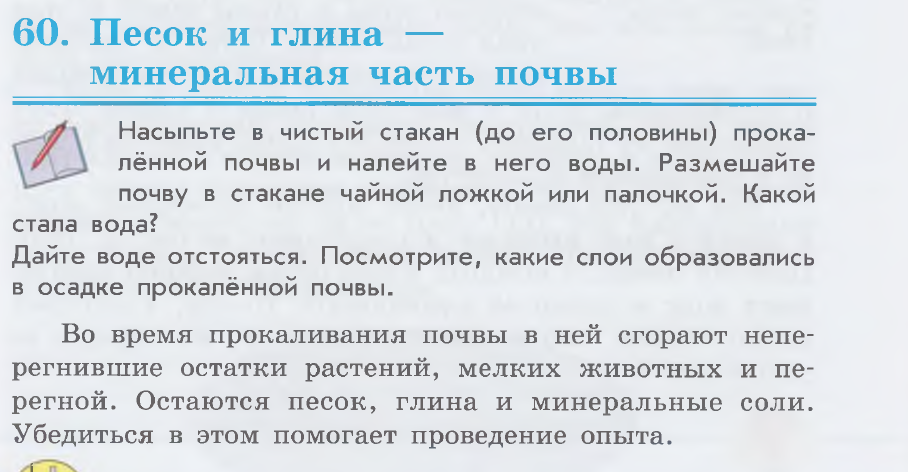 60. Песок и глина —
минеральная часть почвы
Насыпьте в чистый стакан (до его половины) прока-
лённой почвы и налейте в него воды. Размешайте
почву в стакане чайной ложкой или палочкой. Какой
стала вода?
Дайте воде отстояться. Посмотрите, какие слои образовались
в осадке прокалённой почвы.
Во время прокаливания почвы в ней сгорают непе-
регнившие остатки растений, мелких животных и пе-
регной. Остаются песок, глина и минеральные соли.
Убедиться в этом помогает проведение опыта.